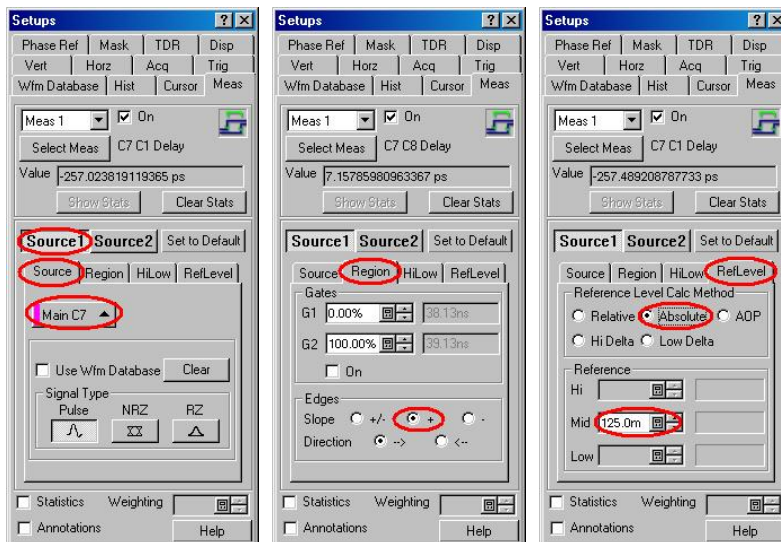 Setups
Phase Ref Mask TDR Disp
Vert Horz Acq Trig
Wfm Database Hist Cursor Meas
Meas 1 On
Select Meas C7 C1 Delay
Value -257.023819119365 ps
Show Stats Clear Stats
Source1 Source2 Set to Default
Source Region HiLow RefLevel
Main C7
Use Wfm Database Clear
Signal Type
Pulse NRZ RZ
Statistics Weighting
Annotations Help
Setups
Phase Ref Mask TDR Disp
Vert Horz Acq Trig
Wfm Database Hist Cursor Meas
Meas 1 On
Select Meas C7 C8 Delay
Value 7.15785980963367 ps
Show Stats Clear Stats
Source1 Source2 Set to Default
Source Region HiLow RefLevel
Gates
G1 0.00% 38.13ns
G2 100.00% 39.13ns
On
Edges
Slope +/- + -
Direction --> <--
Statistics Weighting
Annotations Help
Setups
Phase Ref Mask TDR Disp
Vert Horz Acq Trig
Wfm Database Hist Cursor Meas
Meas 1 On
Select Meas C7 C1 Delay
Value -257.489208787733 ps
Show Stats Clear Stats
Source1 Source2 Set to Default
Source Region HiLow RefLevel
Reference Level Calc Method
Relative Absolute AOP
Hi Delta Low Delta
Reference
Hi
Mid 125.0m
Low
Statistics Weighting
Annotations Help